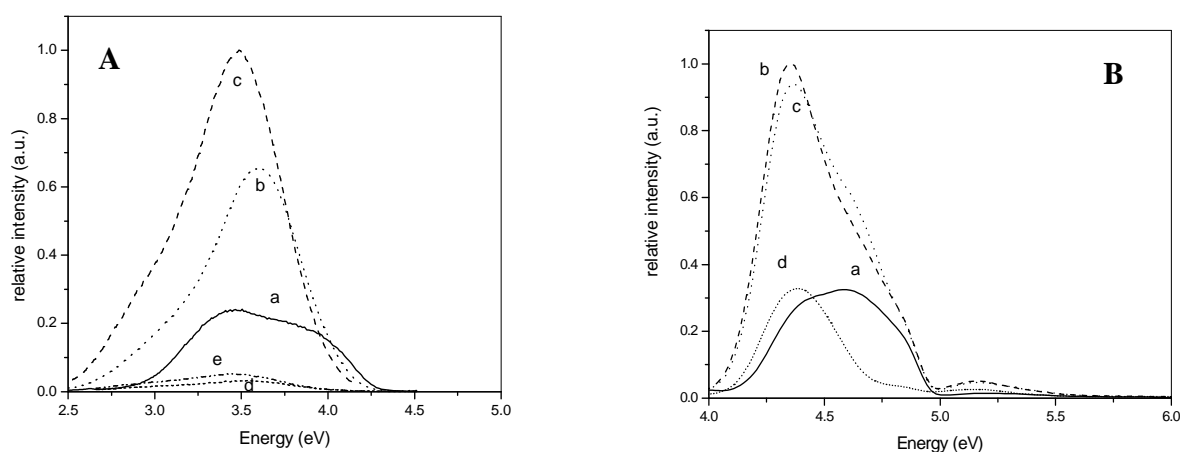 A
1.0
0.8
0.6
0.4
0.2
0.0
relative intensity (a.u.)
c
b
a
e
d
2.5 3.0 3.5 4.0 4.5 5.0
Energy (eV)
B
1.0
0.8
0.6
0.4
0.2
0.0
relative intensity (a.u.)
b
c
d
a
4.0 4.5 5.0 5.5 6.0
Energy (eV)